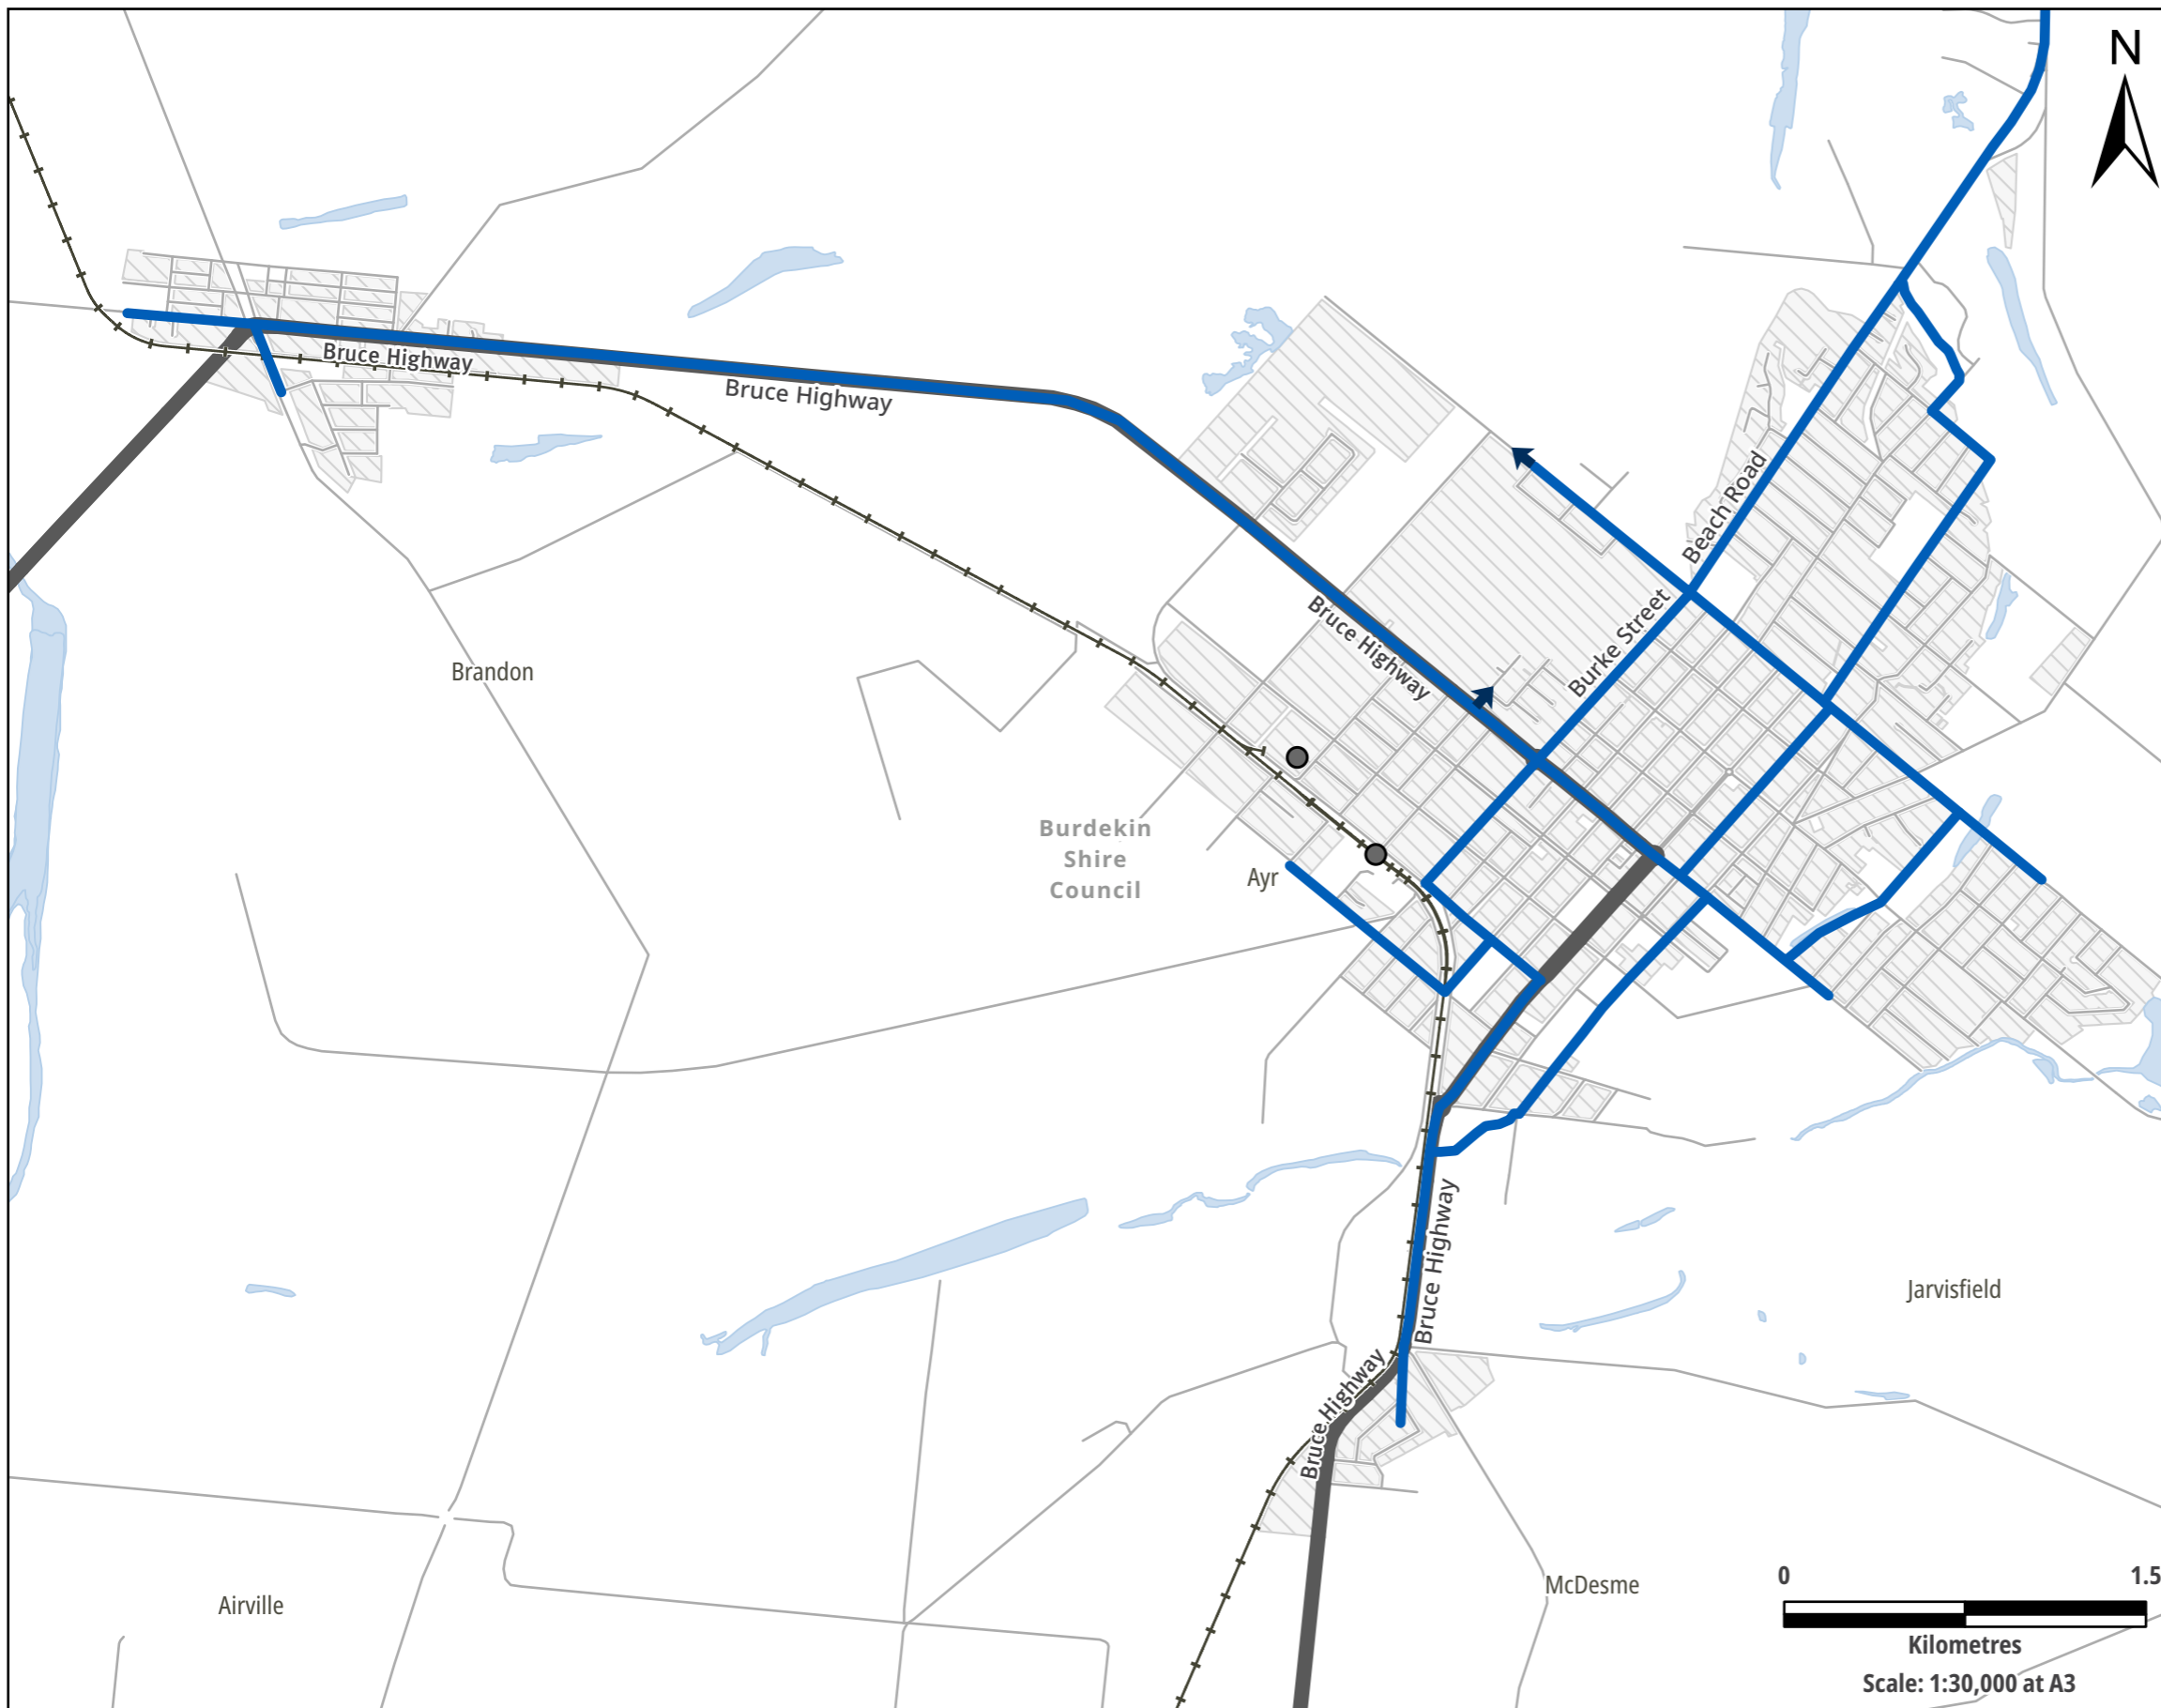 N
Bruce Highway
Bruce Highway
Beach Road
Burke Street
Bruce Highway
Brandon
Burdekin
Shire
Council
Ayr
Bruce Highway
Jarvisfield
Bruce Highway
McDesme
Airville
0 1.5
Kilometres
Scale: 1:30,000 at A3